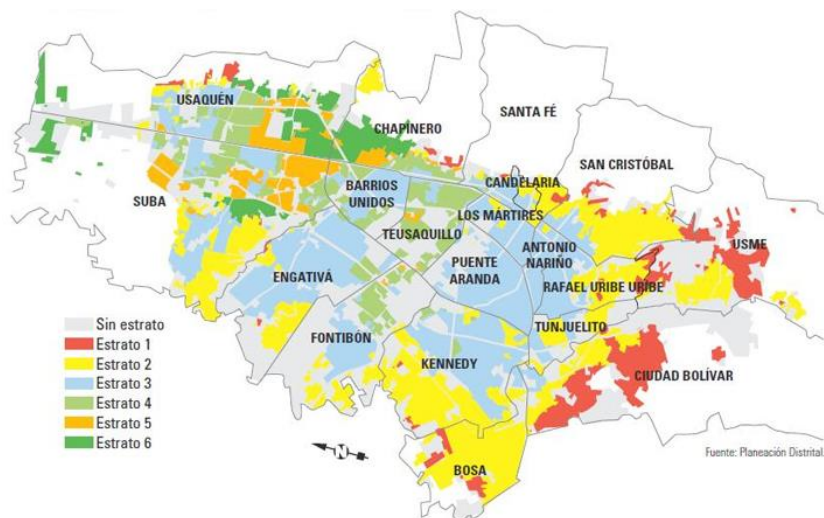 USAQUÉN
CHAPINERO
SANTA FÉ
SAN CRISTÓBAL
SUBA
BARRIOS
UNIDOS
CANDELARIA
LOS MÁRTIRES
TEUSAQUILLO
ANTONIO
NARIÑO
USME
ENGATIVÁ
PUENTE
ARANDA
RAFAEL URIBE URIBE
FONTIBÓN
TUNJUELITO
KENNEDY
CIUDAD BOLÍVAR
BOSA
Sin estrato
Estrato 1
Estrato 2
Estrato 3
Estrato 4
Estrato 5
Estrato 6
N
Fuente: Planeación Distrital.